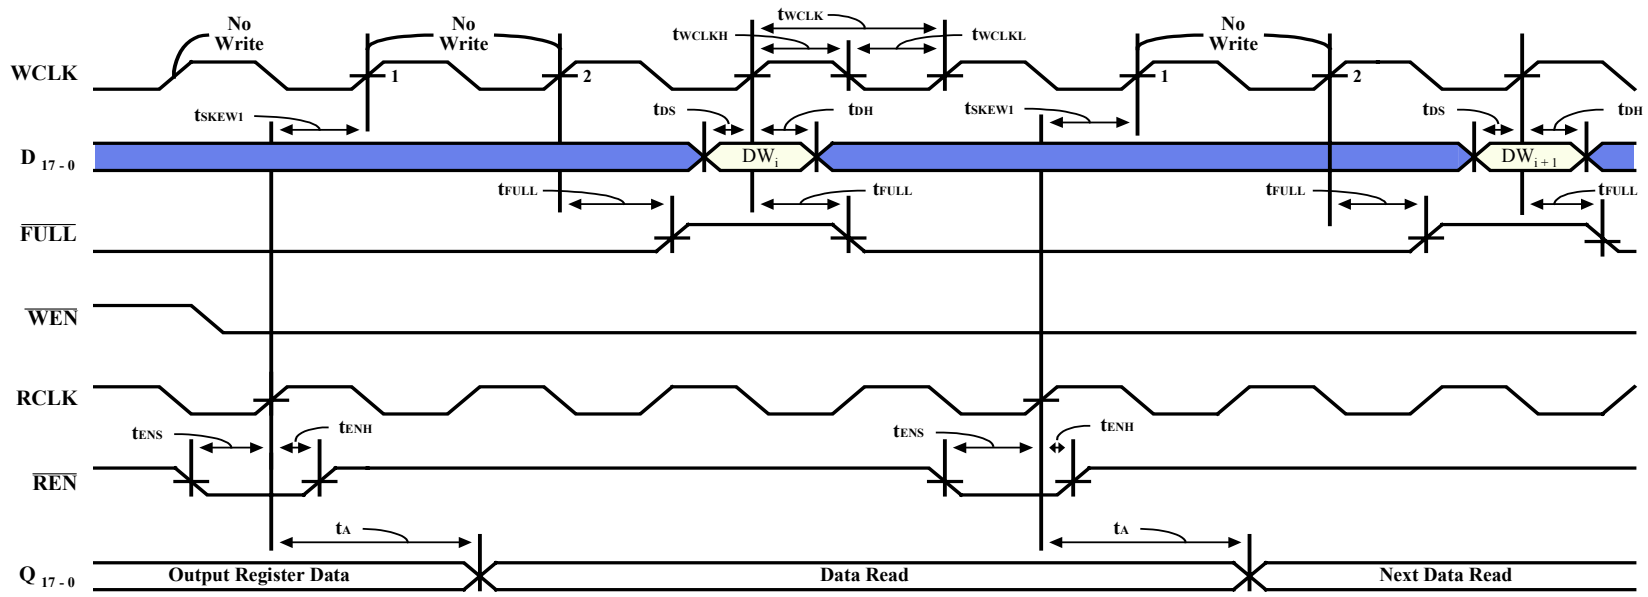 No
Write
No
Write
tWCLK
tWCLKH
tWCLKL
No
Write
WCLK
1
2
1
2
tSKEW1
tDS
tDH
tSKEW1
tDS
tDH
D 17 - 0
DWi
DWi + 1
tFULL
tFULL
tFULL
tFULL
FULL
WEN
RCLK
tENS
tENH
tENS
tENH
REN
tA
tA
Q 17 - 0
Output Register Data
Data Read
Next Data Read